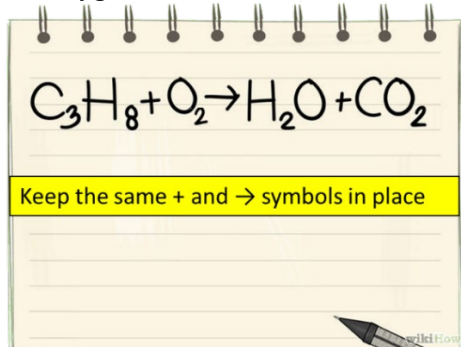 C₃H₈+O₂→H₂O+CO₂
Keep the same + and → symbols in place
wikiHow